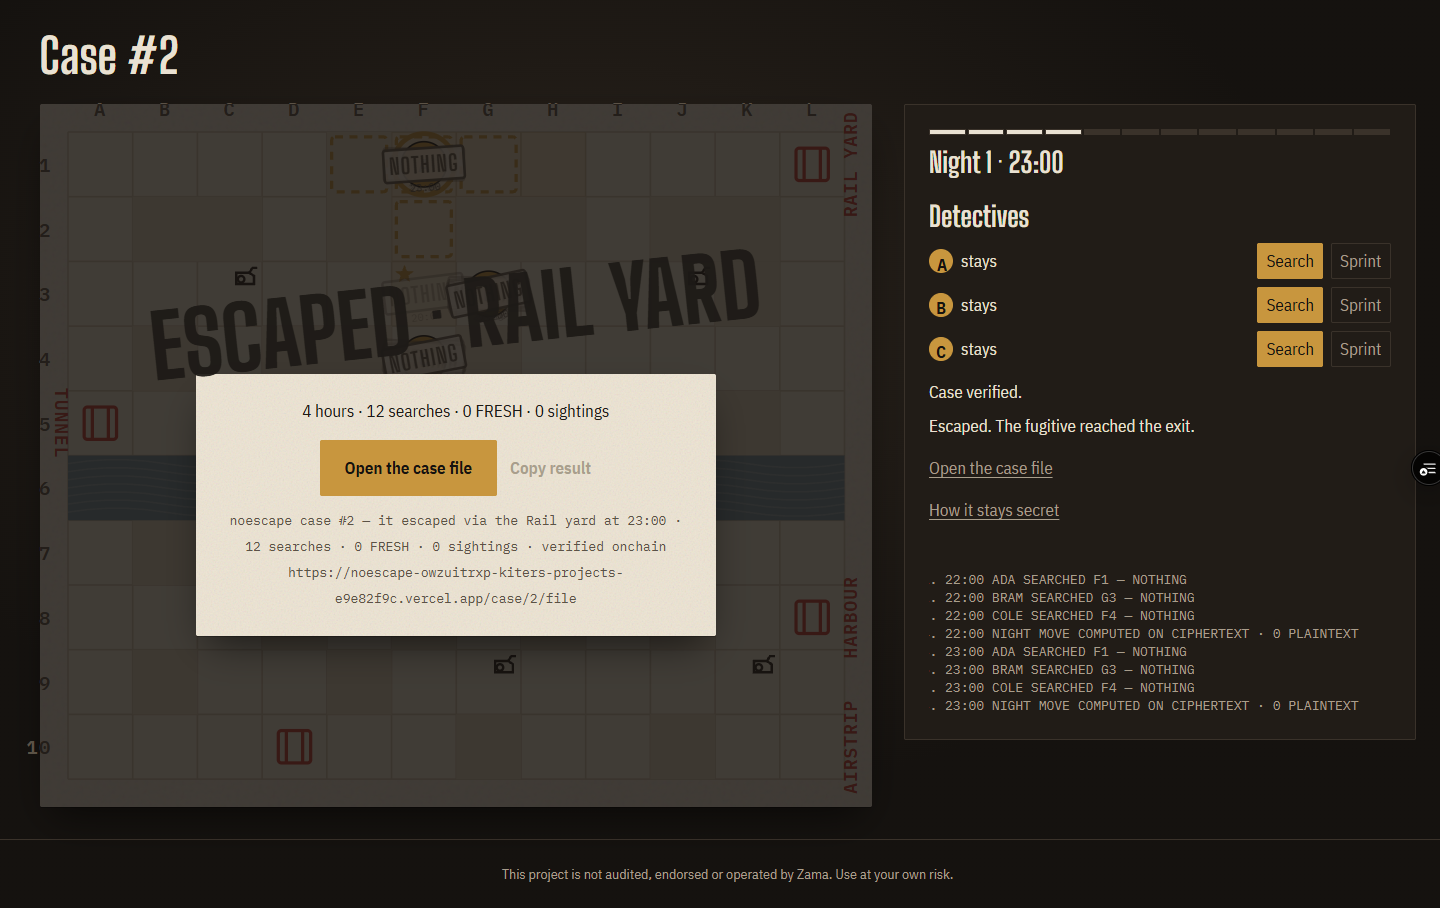 Case #2
A B C D E F G H I J K L
1
2
3
4
5
6
7
8
9
10
RAIL YARD
TUNNEL
HARBOUR
AIRSTRIP
NOTHING
NOTHING
NOTHING
NOTHING
ESCAPED · RAIL YARD
4 hours · 12 searches · 0 FRESH · 0 sightings
Open the case file
Copy result
noescape case #2 — it escaped via the Rail yard at 23:00 ·
12 searches · 0 FRESH · 0 sightings · verified onchain
https://noescape-owzuitrxp-kiters-projects-
e9e82f9c.vercel.app/case/2/file
Night 1 · 23:00
Detectives
A stays Search Sprint
B stays Search Sprint
C stays Search Sprint
Case verified.
Escaped. The fugitive reached the exit.
Open the case file
How it stays secret
. 22:00 ADA SEARCHED F1 — NOTHING
. 22:00 BRAM SEARCHED G3 — NOTHING
. 22:00 COLE SEARCHED F4 — NOTHING
. 22:00 NIGHT MOVE COMPUTED ON CIPHERTEXT · 0 PLAINTEXT
. 23:00 ADA SEARCHED F1 — NOTHING
. 23:00 BRAM SEARCHED G3 — NOTHING
. 23:00 COLE SEARCHED F4 — NOTHING
. 23:00 NIGHT MOVE COMPUTED ON CIPHERTEXT · 0 PLAINTEXT
This project is not audited, endorsed or operated by Zama. Use at your own risk.